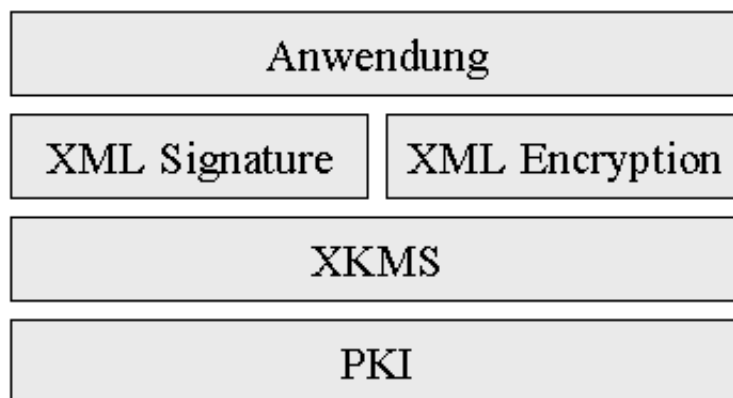 Anwendung
XML Signature
XML Encryption
XKMS
PKI